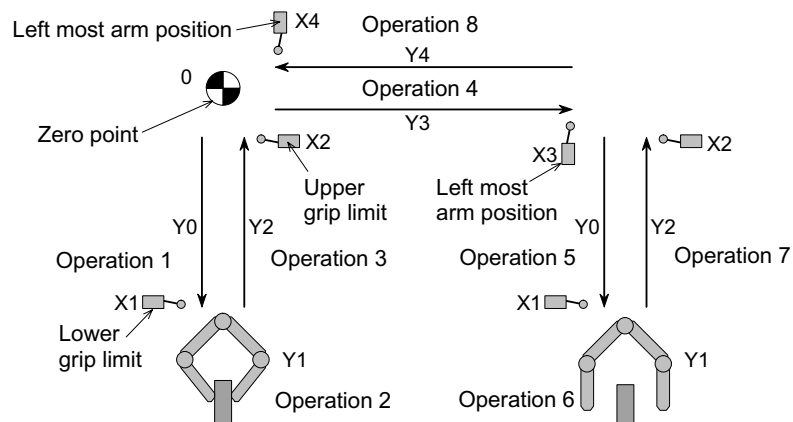 Left most arm position
X4
Operation 8
Y4
0
Operation 4
Y3
Zero point
X2
X3
X2
Upper
grip limit
Left most
arm position
Y0
Y2
Y0
Y2
Operation 1
Operation 3
Operation 5
Operation 7
X1
X1
Lower
grip limit
Y1
Y1
Operation 2
Operation 6